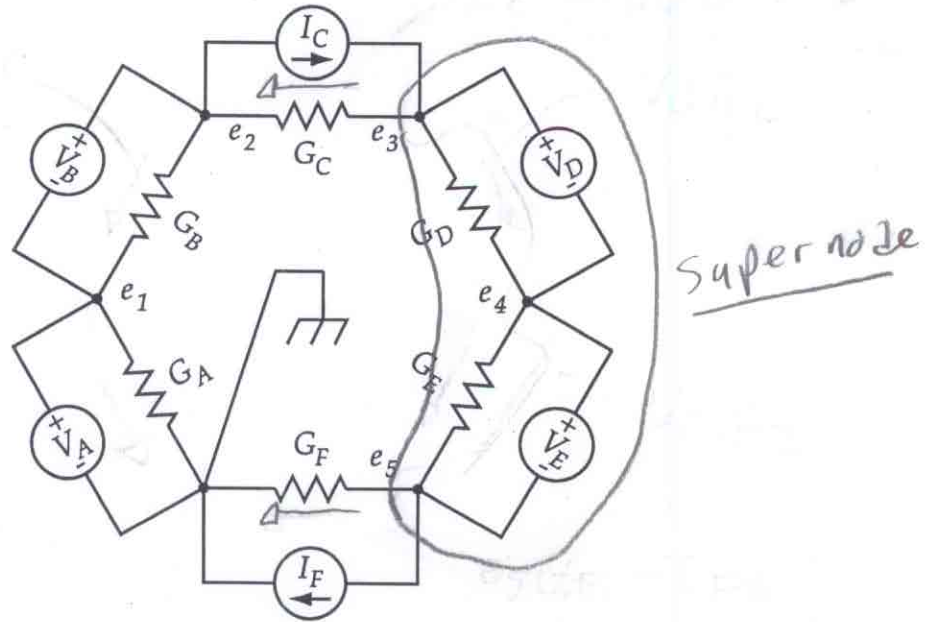 I_C
e_2 e_3
G_C
+ V_B -
+ V_D -
G_B
G_D
Supernode
e_1
e_4
G_A
G_E
+ V_A -
G_F
e_5
+ V_E -
I_F